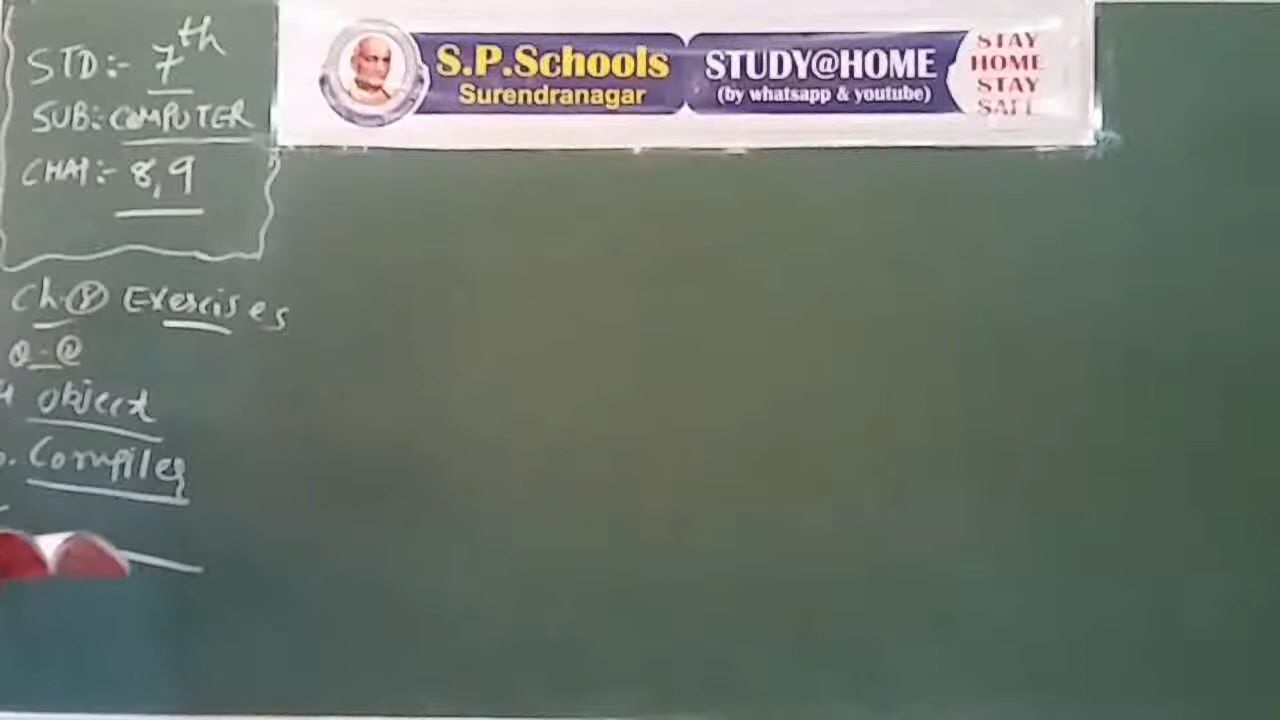 STD:- 7th
SUB:- COMPUTER
CHAP:- 8,9
S.P.Schools
Surendranagar
STUDY@HOME
(by whatsapp & youtube)
STAY
HOME
STAY
SAFE
Ch-8 Exercises
Q-@
object
Compiler